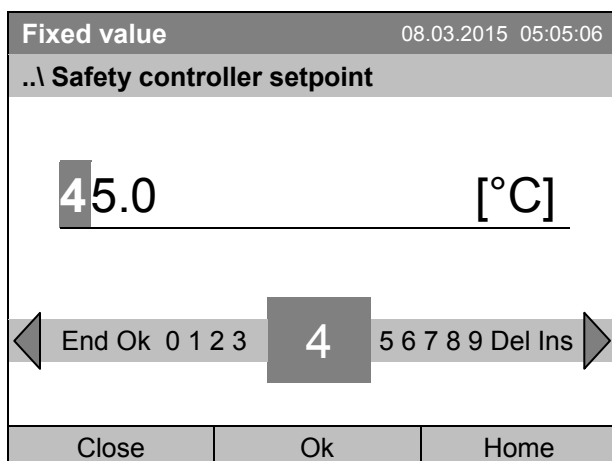 Fixed value 08.03.2015 05:05:06
..\ Safety controller setpoint
45.0 [°C]
End Ok 0 1 2 3 4 5 6 7 8 9 Del Ins
Close Ok Home